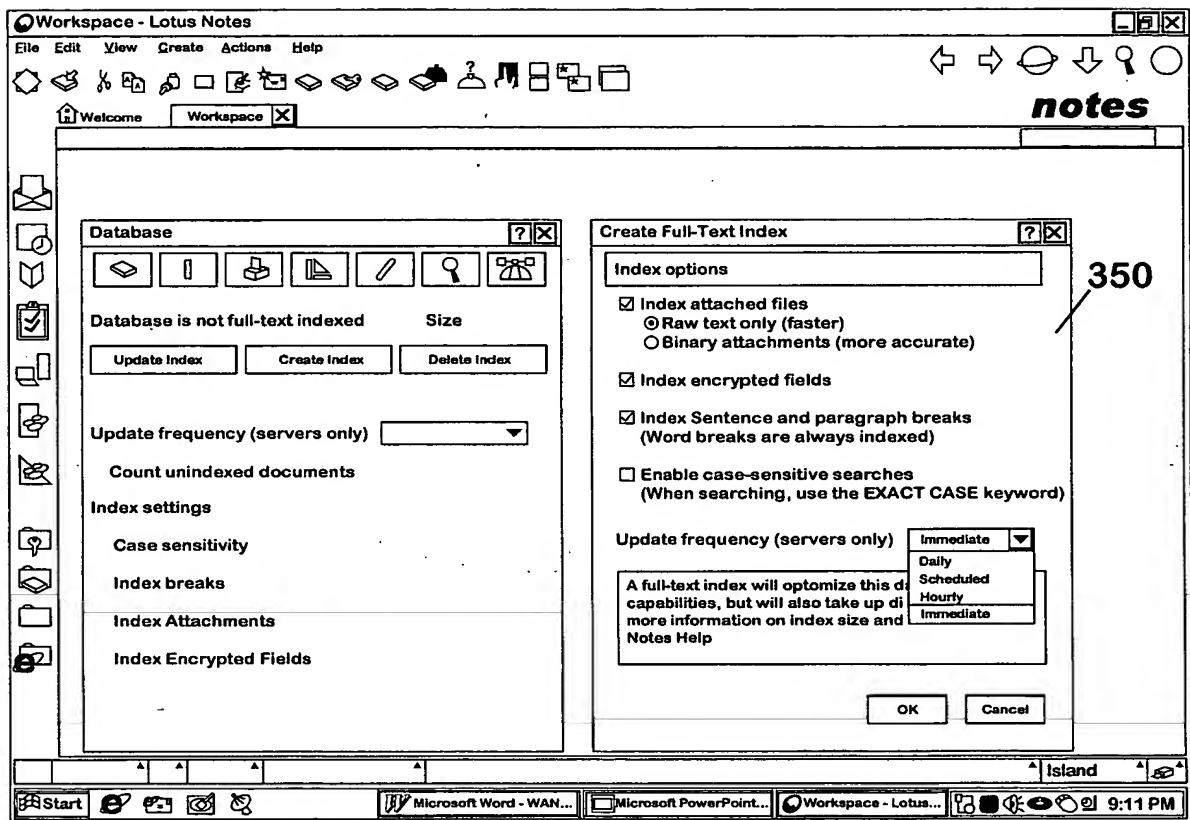 Workspace - Lotus Notes
File Edit View Create Actions Help
Welcome
Workspace
notes
Database
Database is not full-text indexed Size
Update Index Create Index Delete Index
Update frequency (servers only)
Count unindexed documents
Index settings
Case sensitivity
Index breaks
Index Attachments
Index Encrypted Fields
Create Full-Text Index
Index options
Index attached files
Raw text only (faster)
Binary attachments (more accurate)
Index encrypted fields
Index Sentence and paragraph breaks
(Word breaks are always indexed)
Enable case-sensitive searches
(When searching, use the EXACT CASE keyword)
Update frequency (servers only) Immediate
Daily
Scheduled
Hourly
Immediate
A full-text index will optomize this d
capabilities, but will also take up di
more information on index size and
Notes Help
OK Cancel
350
Island
Start Microsoft Word - WAN... Microsoft PowerPoint... Workspace - Lotus... 9:11 PM